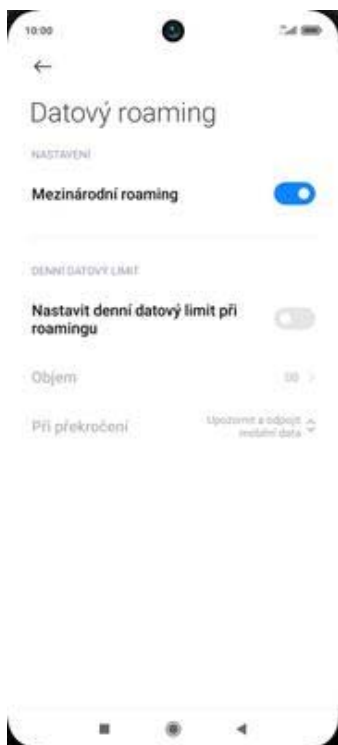 10:00
Datový roaming
NASTAVENÍ
Mezinárodní roaming
DENNÍ DATOVÝ LIMIT
Nastavit denní datový limit při
roamingu
Objem
Při překročení
Upozornit a odpojit
mobilní data